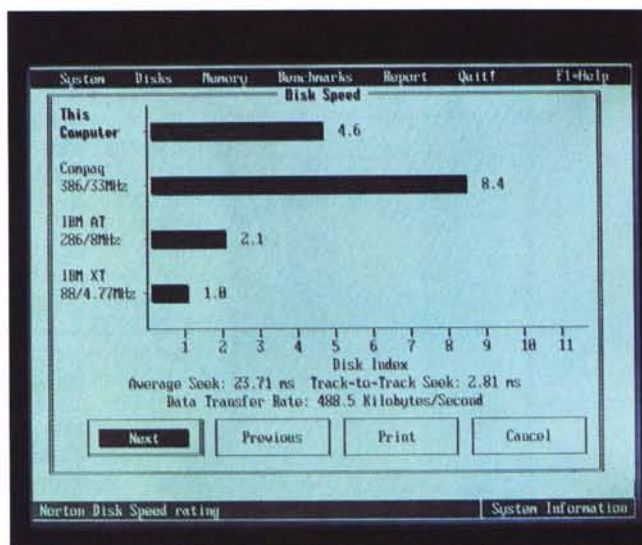 System Disks Memory Benchmarks Report Quit! F1=Help
Disk Speed
This
Computer
4.6
Compaq
386/33MHz
8.4
IBM AT
286/8MHz
2.1
IBM XT
88/4.77MHz
1.0
1 2 3 4 5 6 7 8 9 10 11
Disk Index
Average Seek: 23.71 ms Track-to-Track Seek: 2.81 ms
Data Transfer Rate: 488.5 Kilobytes/Second
Next Previous Print Cancel
Norton Disk Speed rating System Information